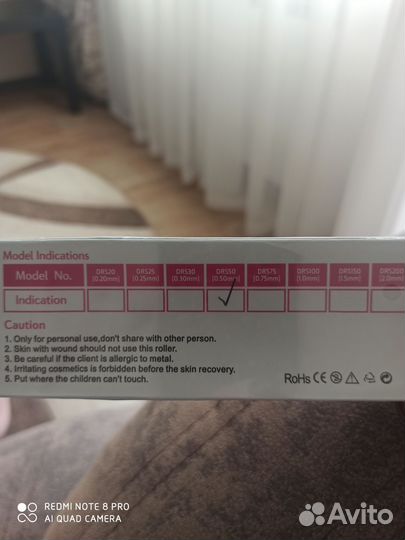 Model Indications
Model No. DRS20 DRS25 DRS30 DRS50 DRS75 DRS100 DRS150 DRS200
[0.20mm] [0.25mm] [0.30mm] [0.50mm] [0.75mm] [1.0mm] [1.5mm] [2.0mm]
Indication
Caution
1. Only for personal use,don't share with other person.
2. Skin with wound should not use this roller.
3. Be careful if the client is allergic to metal.
4. Irritating cosmetics is forbidden before the skin recovery.
5. Put where the children can't touch.
RoHs CE
REDMI NOTE 8 PRO
AI QUAD CAMERA
Avito